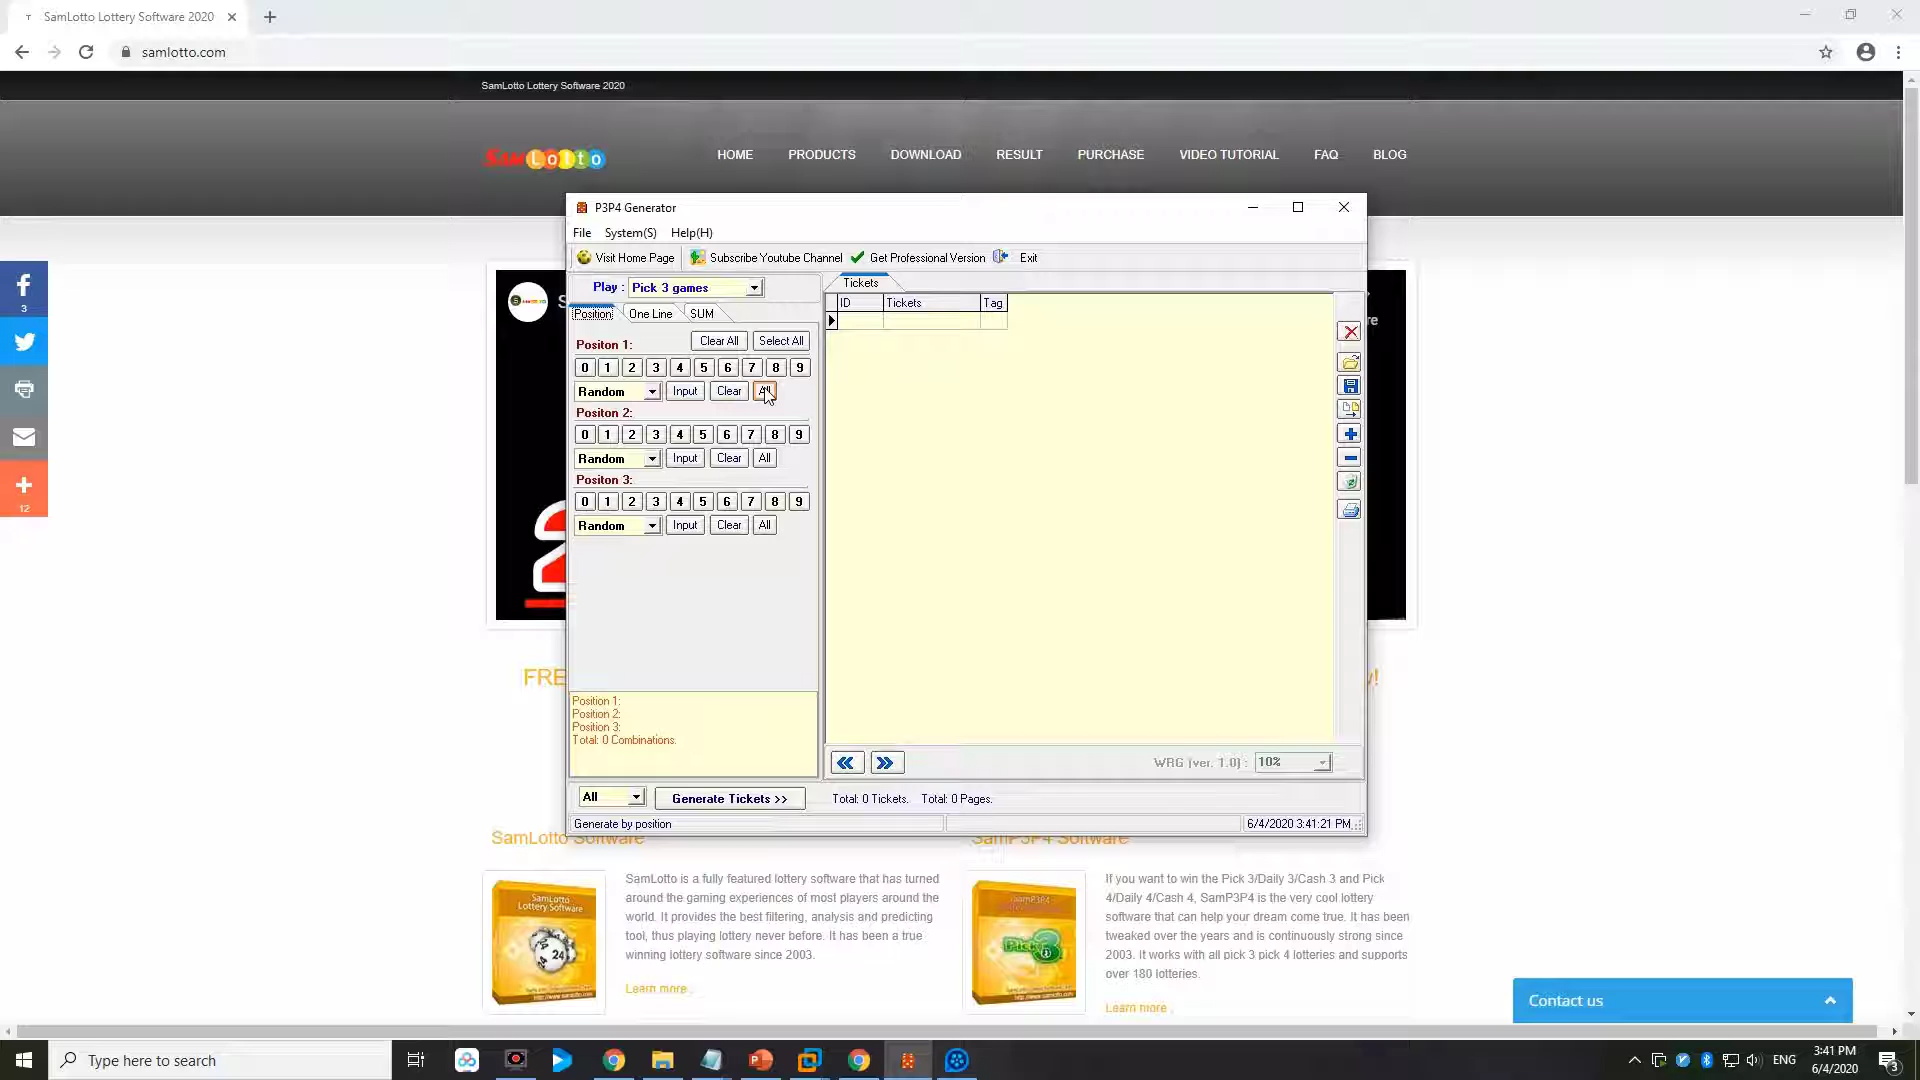 SamLotto Lottery Software 2020
samlotto.com
SamLotto Lottery Software 2020
SamLotto
HOME PRODUCTS DOWNLOAD RESULT PURCHASE VIDEO TUTORIAL FAQ BLOG
P3P4 Generator
File System(S) Help(H)
Visit Home Page Subscribe Youtube Channel Get Professional Version Exit
Play : Pick 3 games
Tickets
Position One Line SUM
ID Tickets Tag
Positon 1: Clear All Select All
0 1 2 3 4 5 6 7 8 9
Random Input Clear All
Positon 2:
0 1 2 3 4 5 6 7 8 9
Random Input Clear All
Positon 3:
0 1 2 3 4 5 6 7 8 9
Random Input Clear All
3
12
FRE
Position 1:
Position 2:
Position 3:
Total: 0 Combinations.
WRG (ver. 1.0) : 10%
All Generate Tickets >> Total: 0 Tickets. Total: 0 Pages.
Generate by position 6/4/2020 3:41:21 PM
SamLotto Software
SamP3P4 Software
SamLotto is a fully featured lottery software that has turned
around the gaming experiences of most players around the
world. It provides the best filtering, analysis and predicting
tool, thus playing lottery never before. It has been a true
winning lottery software since 2003.
Learn more .
If you want to win the Pick 3/Daily 3/Cash 3 and Pick
4/Daily 4/Cash 4, SamP3P4 is the very cool lottery
software that can help your dream come true. It has been
tweaked over the years and is continuously strong since
2003. It works with all pick 3 pick 4 lotteries and supports
over 180 lotteries.
Learn more .
SamLotto
Lottery Software
24
Contact us
Type here to search
ENG
3:41 PM
6/4/2020
3